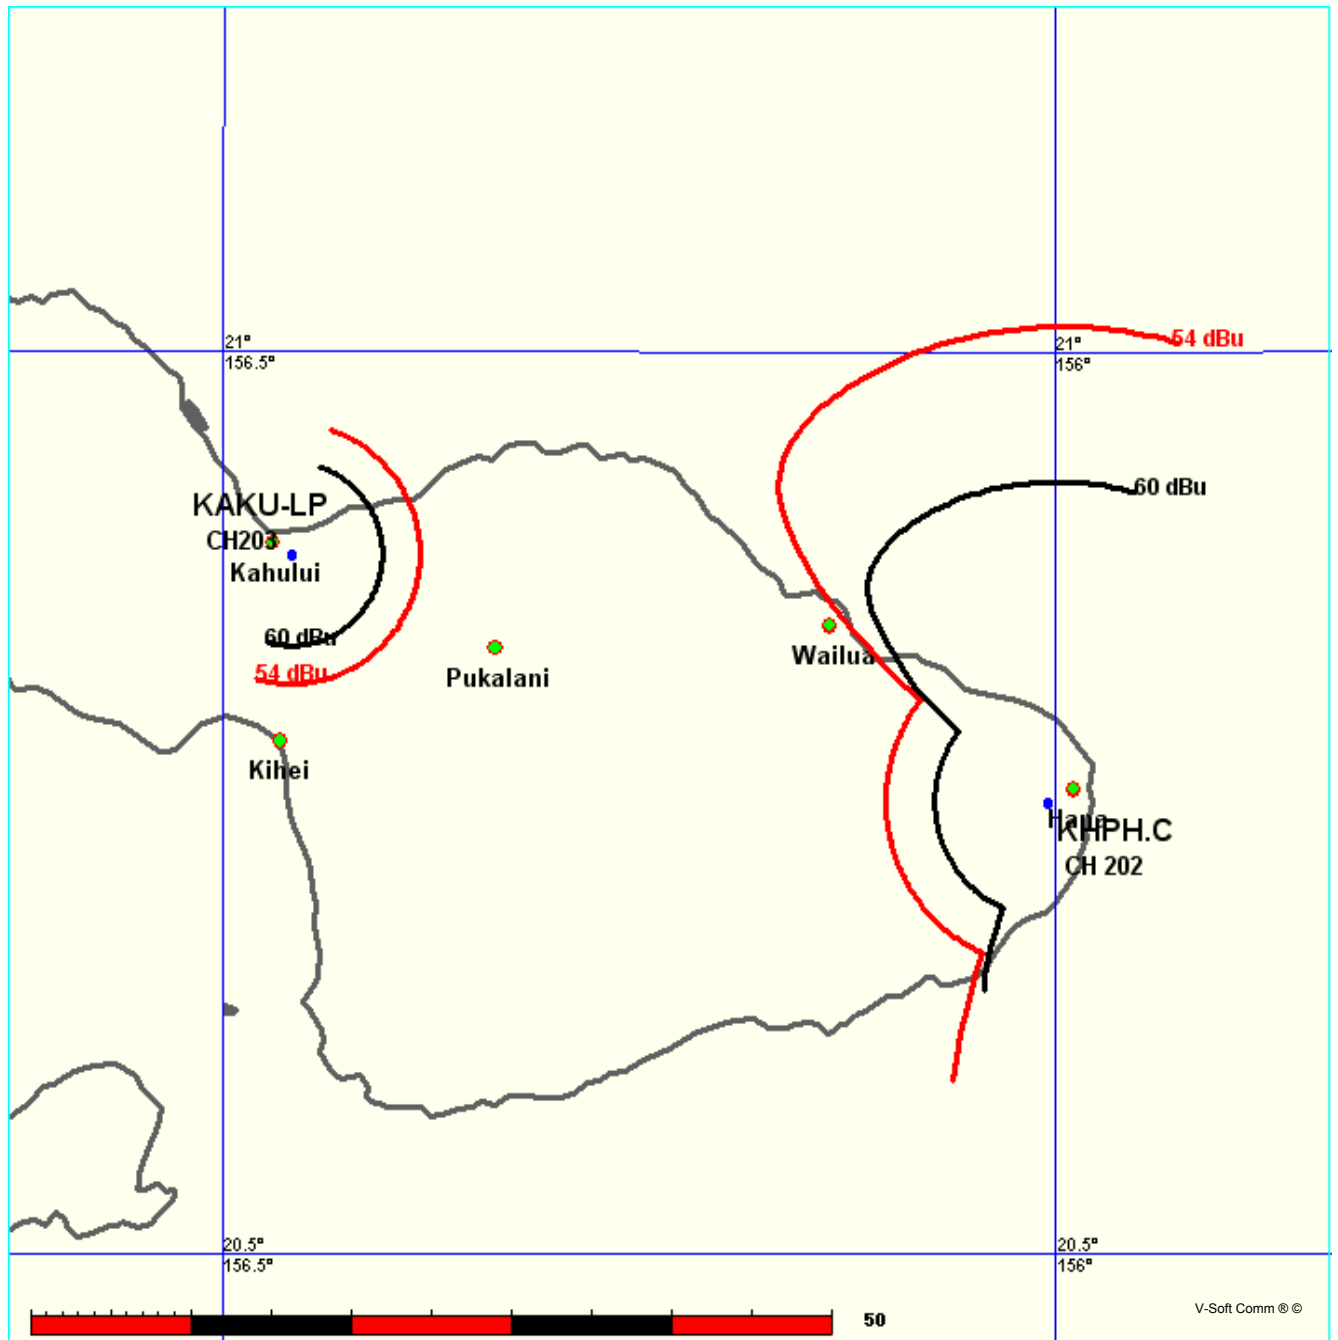 21°
156.5°
21°
156°
54 dBu
60 dBu
KAKU-LP
CH203
Kahului
60 dBu
54 dBu
Pukalani
Wailua
Kihei
Hana
KHPH.C
CH 202
20.5°
156.5°
20.5°
156°
50
V-Soft Comm ® ©